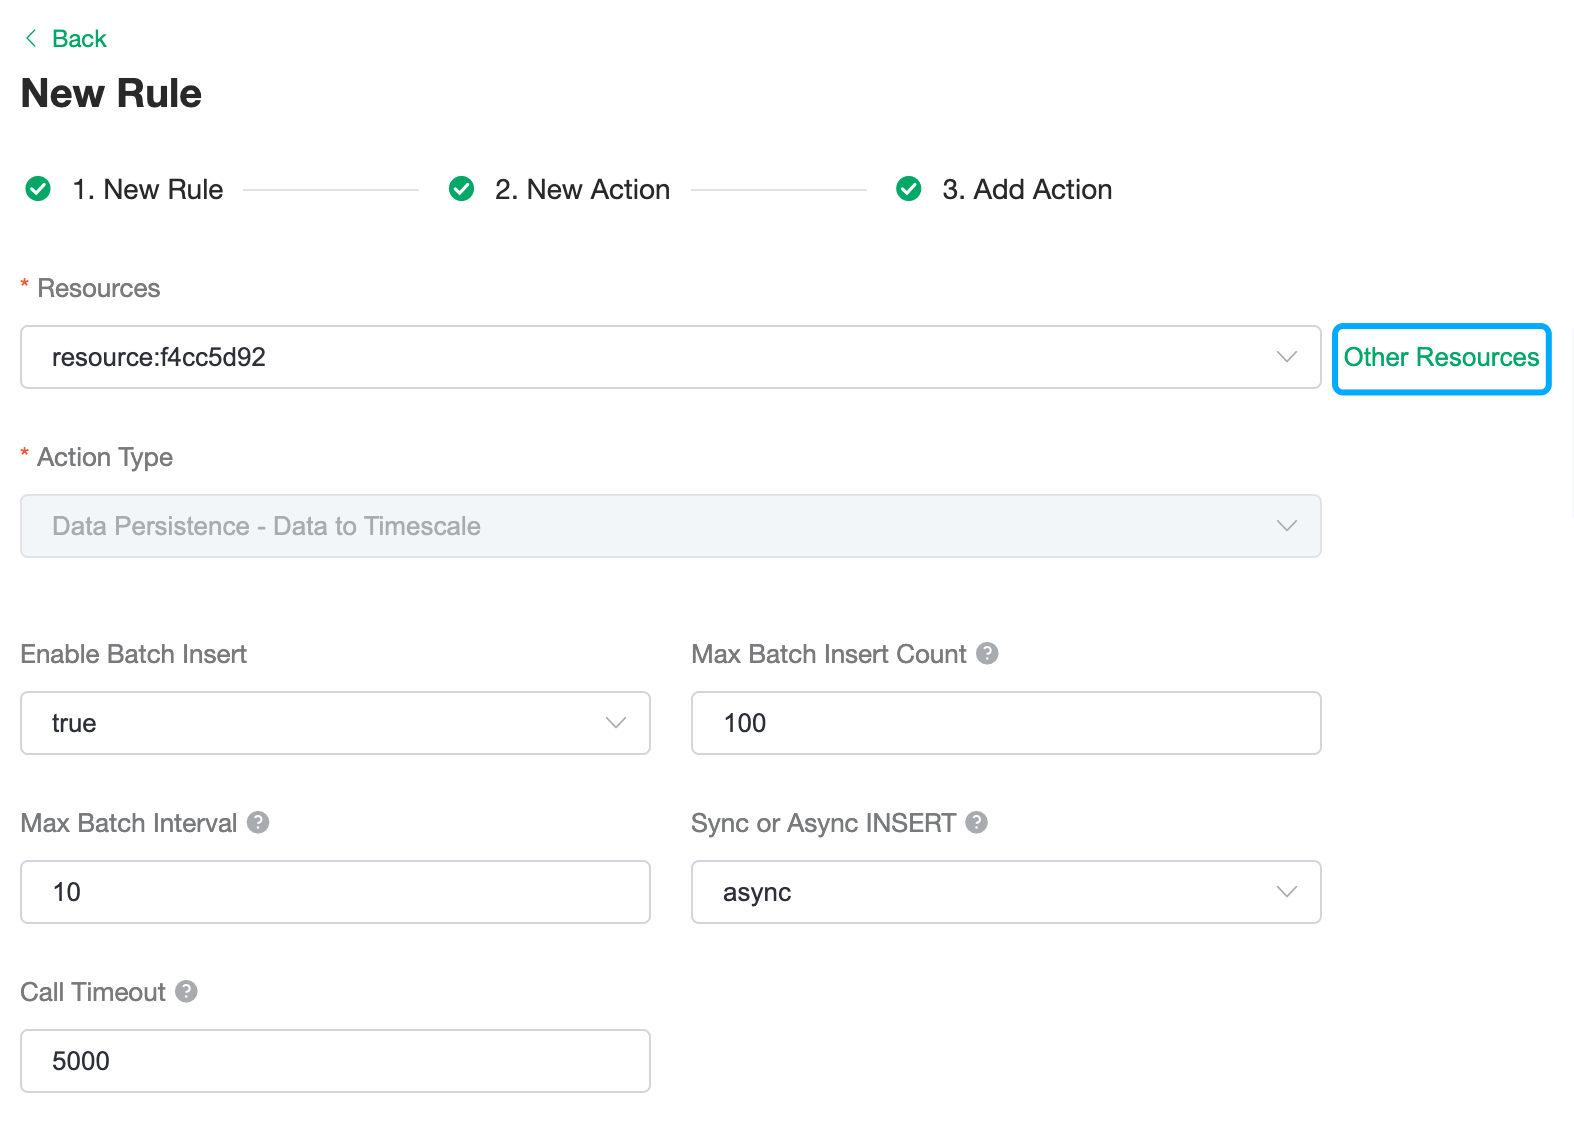 Back
New Rule
1. New Rule 2. New Action 3. Add Action
* Resources
resource:f4cc5d92 Other Resources
* Action Type
Data Persistence - Data to Timescale
Enable Batch Insert Max Batch Insert Count ?
true 100
Max Batch Interval ? Sync or Async INSERT ?
10 async
Call Timeout ?
5000